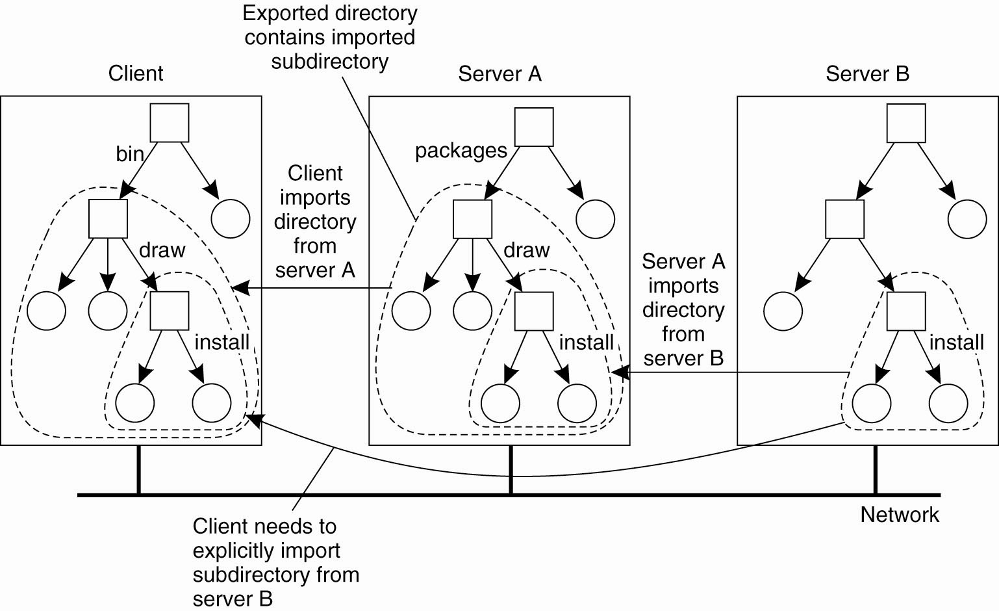 Exported directory
contains imported
subdirectory
Client
Server A
Server B
bin
packages
Client
imports
directory
from
server A
draw
draw
Server A
imports
directory
from
server B
install
install
install
Network
Client needs to
explicitly import
subdirectory from
server B